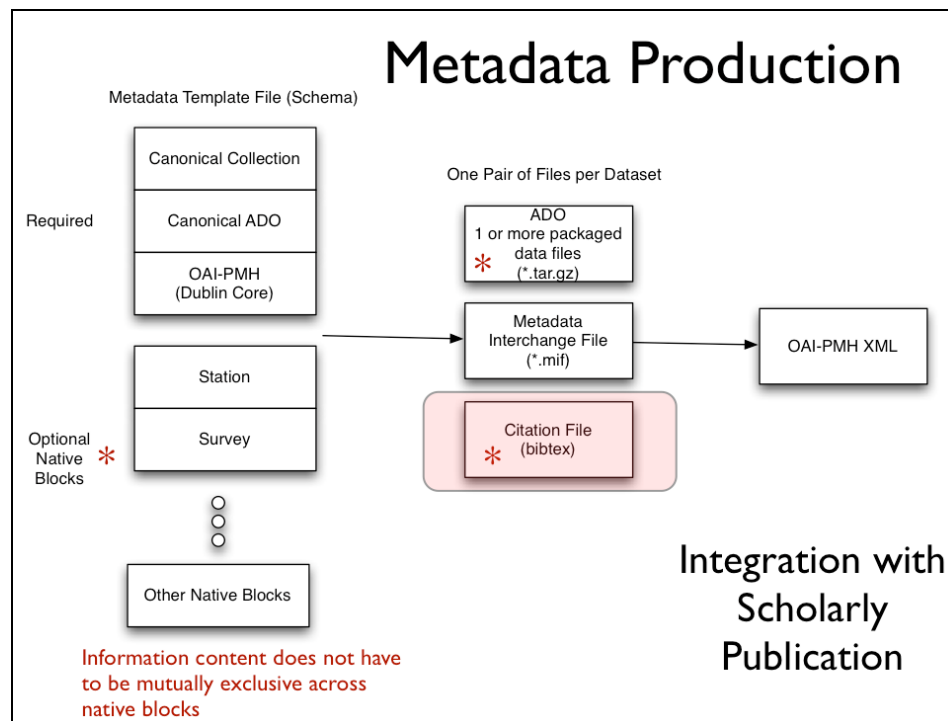 Metadata Production
Metadata Template File (Schema)
Required
Canonical Collection
Canonical ADO
OAI-PMH
(Dublin Core)
Optional
Native
Blocks
*
Station
Survey
Other Native Blocks
Information content does not have
to be mutually exclusive across
native blocks
One Pair of Files per Dataset
ADO
1 or more packaged
data files
(*.tar.gz)
*
Metadata
Interchange File
(*.mif)
Citation File
(bibtex)
*
OAI-PMH XML
Integration with
Scholarly
Publication